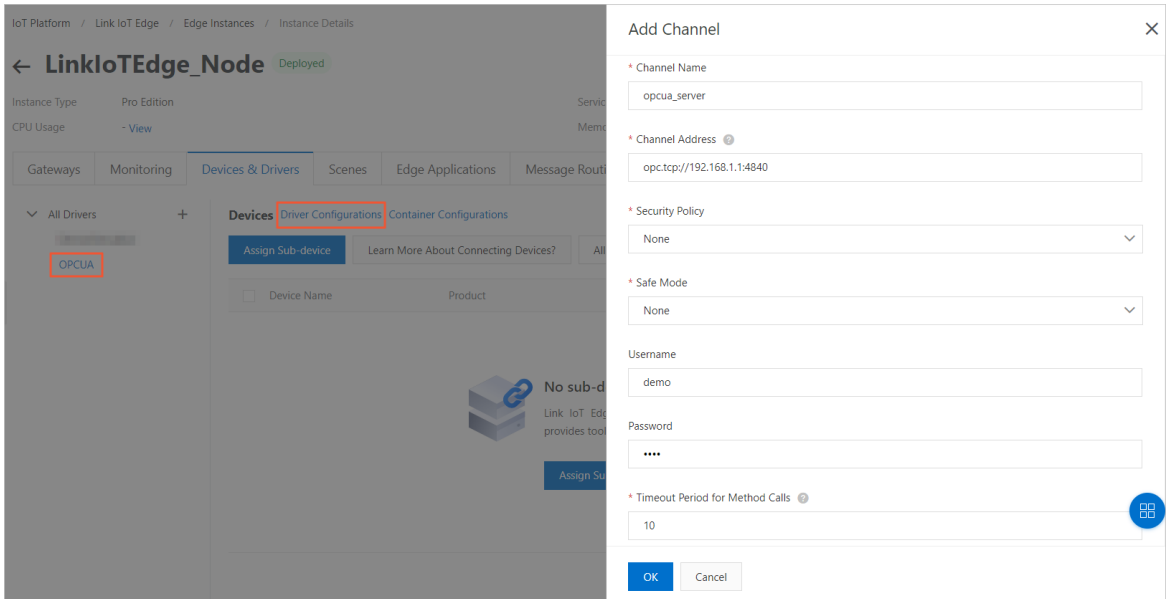 IoT Platform / Link IoT Edge / Edge Instances / Instance Details
← LinkIoTEdge_Node Deployed
Instance Type Pro Edition Servic
CPU Usage - View Memo
Gateways Monitoring Devices & Drivers Scenes Edge Applications Message Routi
All Drivers +
OPCUA
Devices Driver Configurations Container Configurations
Assign Sub-device Learn More About Connecting Devices? All
Device Name Product
No sub-d
Link IoT Edg
provides tool
Assign Su
Add Channel
* Channel Name
opcua_server
* Channel Address ?
opc.tcp://192.168.1.1:4840
* Security Policy
None
* Safe Mode
None
Username
demo
Password
••••
* Timeout Period for Method Calls ?
10
OK Cancel